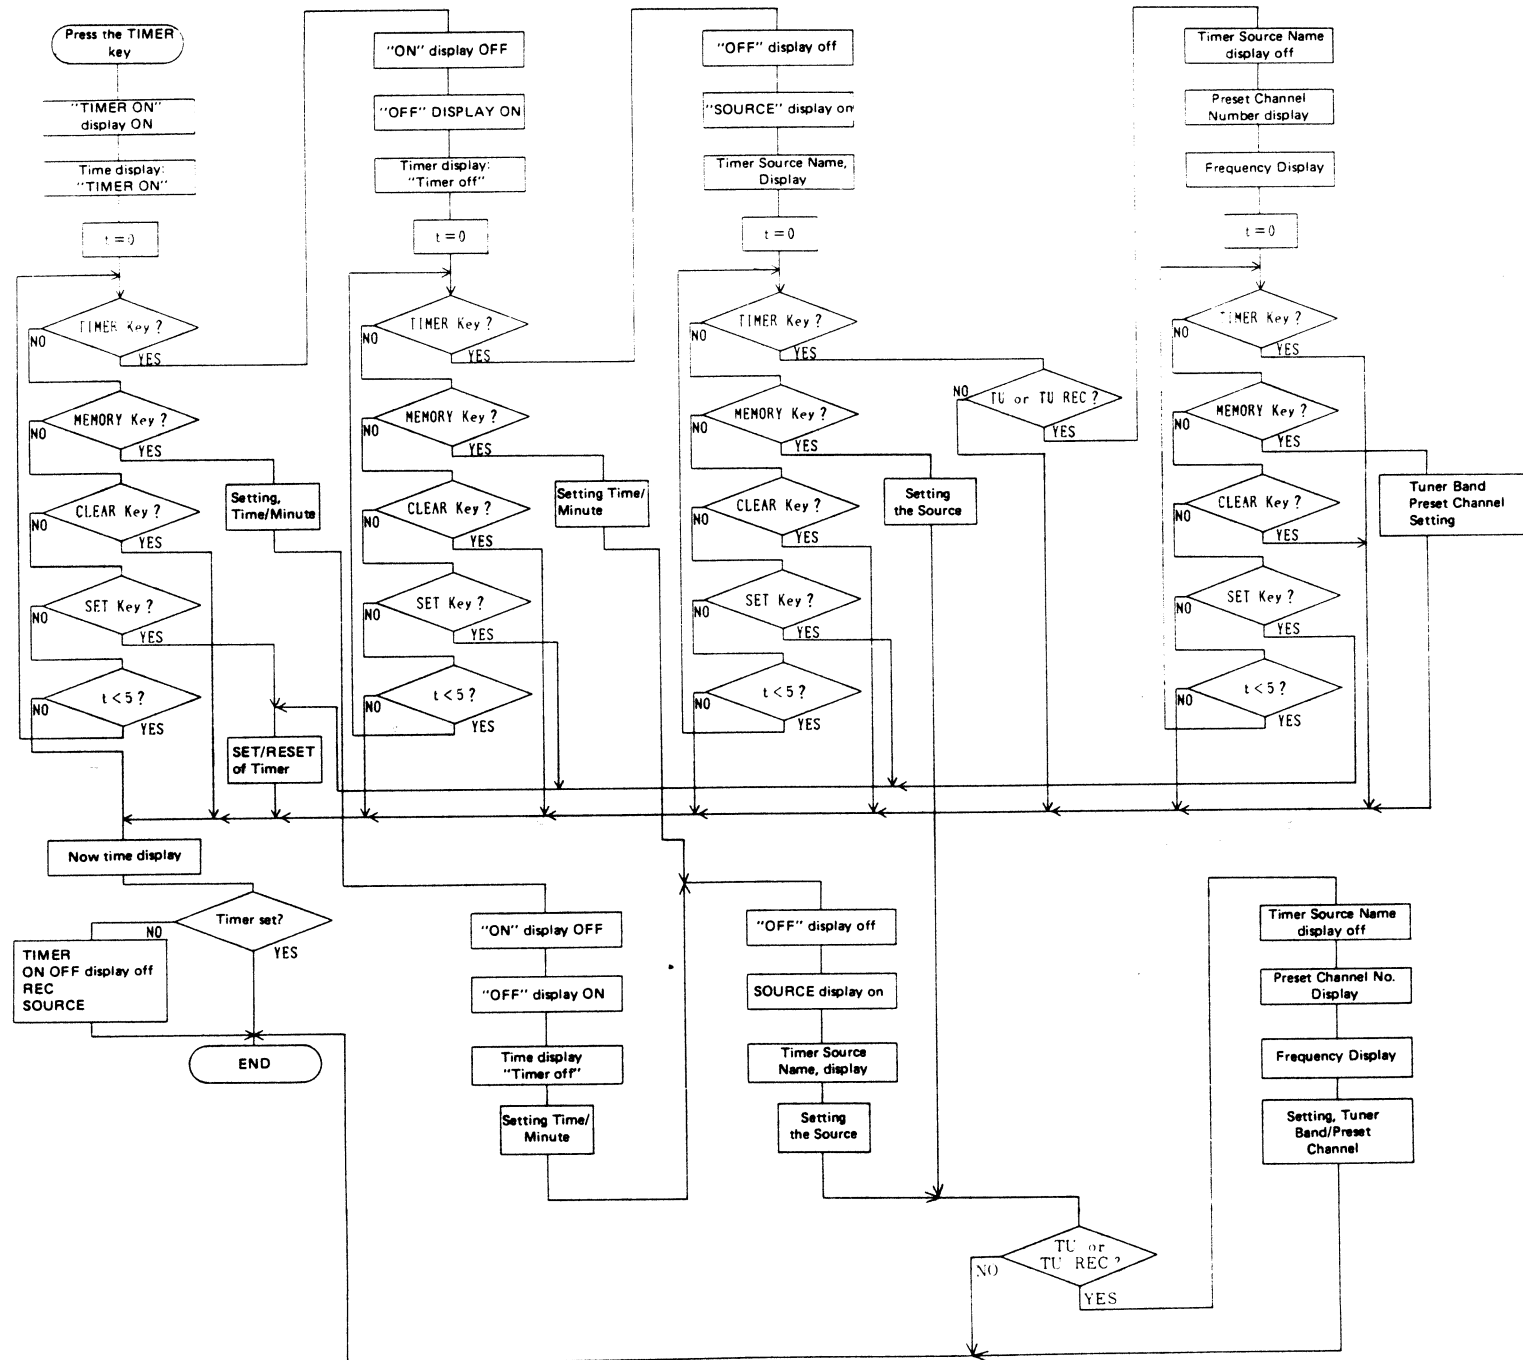 Press the TIMER
key
"TIMER ON"
display ON
Time display:
"TIMER ON"
t = 0
TIMER Key ?
NO
YES
MEMORY Key ?
NO
YES
Setting,
Time/Minute
CLEAR Key ?
NO
YES
SET Key ?
NO
YES
t < 5 ?
NO
YES
SET/RESET
of Timer
"ON" display OFF
"OFF" DISPLAY ON
Timer display:
"Timer off"
t = 0
TIMER Key ?
NO
YES
MEMORY Key ?
NO
YES
Setting Time/
Minute
CLEAR Key ?
NO
YES
SET Key ?
NO
YES
t < 5 ?
NO
YES
"OFF" display off
"SOURCE" display on
Timer Source Name,
Display
t = 0
TIMER Key ?
NO
YES
TU or TU REC ?
NO
YES
MEMORY Key ?
NO
YES
Setting
the Source
CLEAR Key ?
NO
YES
SET Key ?
NO
YES
t < 5 ?
NO
YES
Timer Source Name
display off
Preset Channel
Number display
Frequency Display
t = 0
TIMER Key ?
NO
YES
MEMORY Key ?
NO
YES
Tuner Band
Preset Channel
Setting
CLEAR Key ?
NO
YES
SET Key ?
NO
YES
t < 5 ?
NO
YES
Now time display
Timer set?
NO
YES
TIMER
ON OFF display off
REC
SOURCE
END
"ON" display OFF
"OFF" display ON
Time display
"Timer off"
Setting Time/
Minute
"OFF" display off
SOURCE display on
Timer Source
Name, display
Setting
the Source
TU or
TU REC ?
NO
YES
Timer Source Name
display off
Preset Channel No.
Display
Frequency Display
Setting, Tuner
Band/Preset
Channel